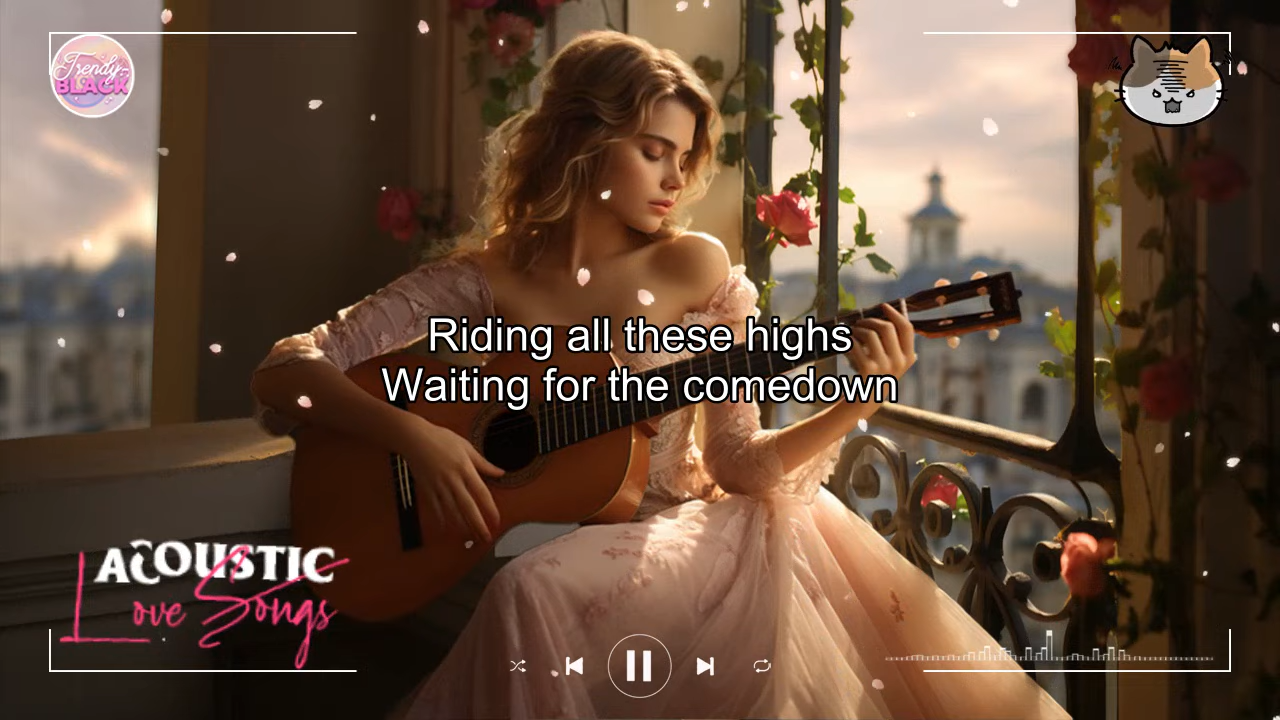 Trendy
BLACK
Riding all these highs
Waiting for the comedown
ACOUSTIC
Love Songs